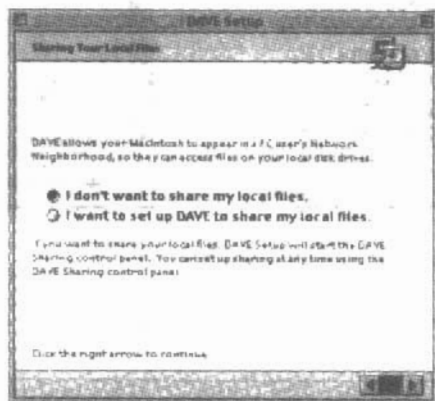 DAVE Setup
Sharing Your Local Files
DAVE allows your Macintosh to appear in a PC user's Network
Neighborhood, so they can access files on your local disk drives.
I don't want to share my local files.
I want to set up DAVE to share my local files.
If you want to share your local files, DAVE Setup will start the DAVE
Sharing control panel. You can set up sharing at any time using the
DAVE Sharing control panel
Click the right arrow to continue